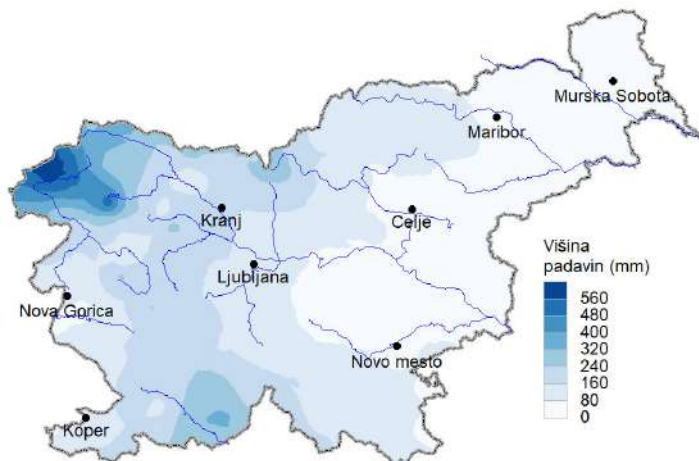 Murska Sobota
Maribor
Kranj
Celje
Ljubljana
Nova Gorica
Novo mesto
Koper
Višina
padavin (mm)
560
480
400
320
240
160
80
0